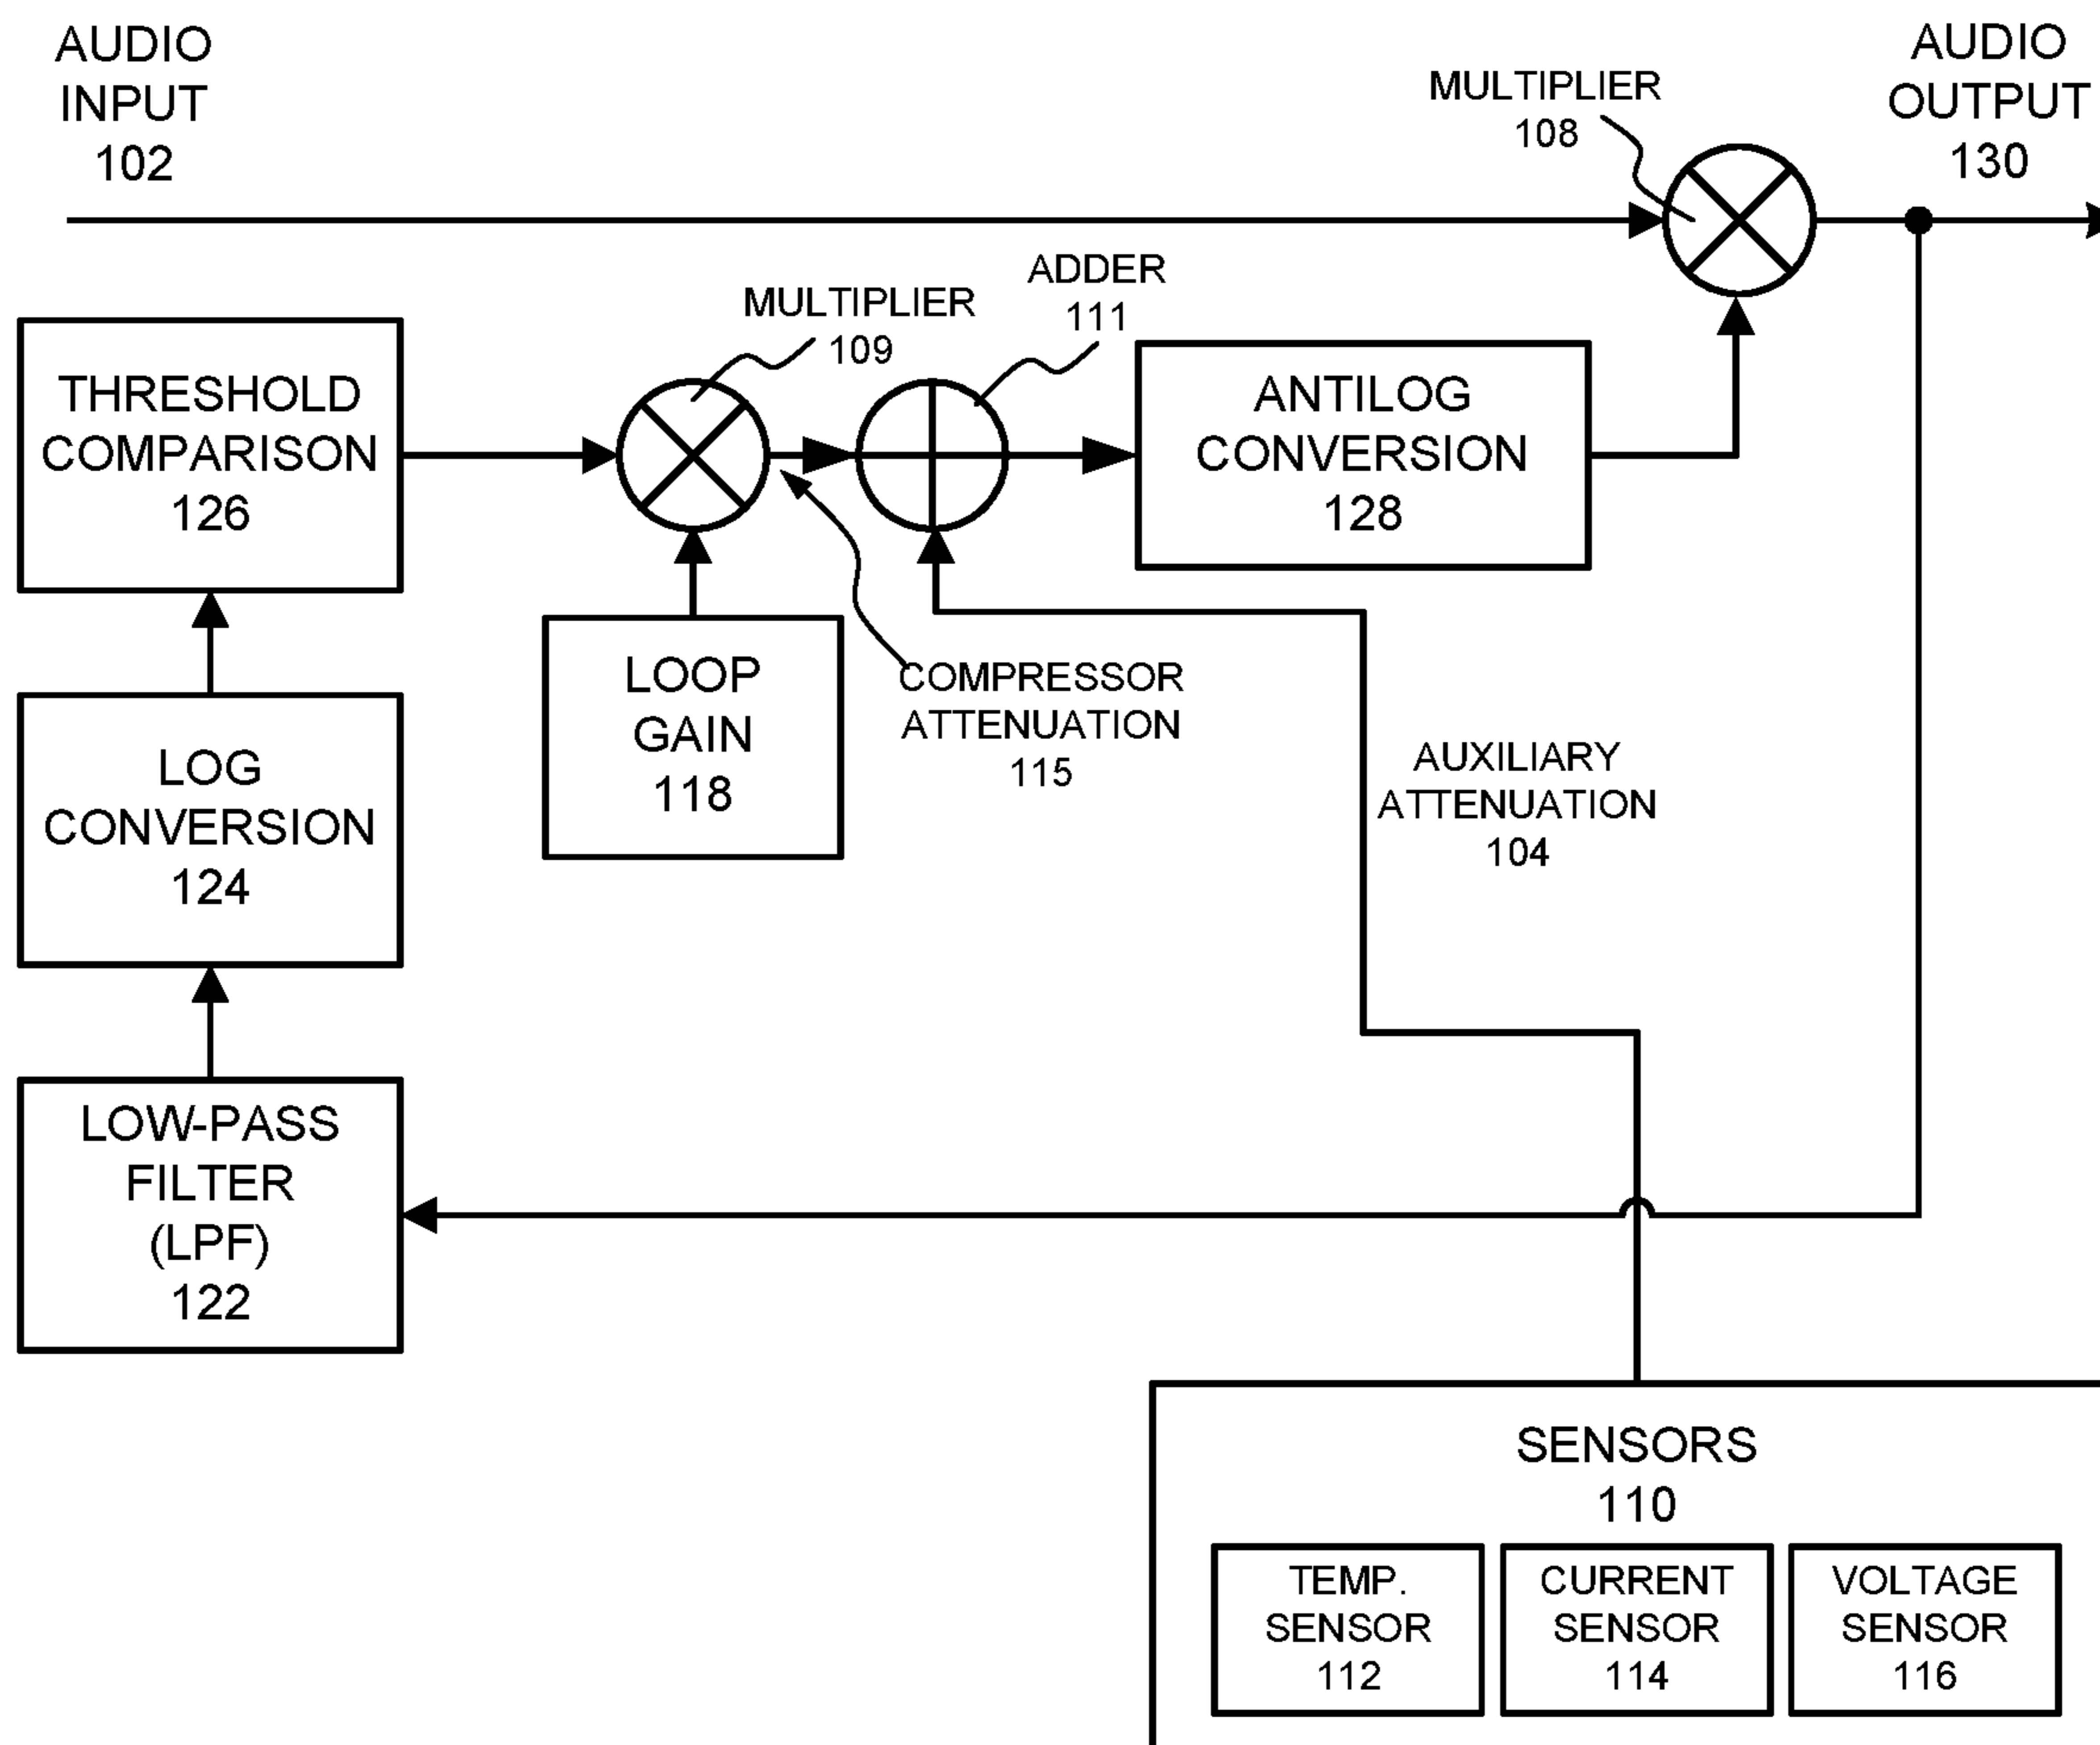 AUDIO
INPUT
102
MULTIPLIER
108
AUDIO
OUTPUT
130
MULTIPLIER
109
ADDER
111
THRESHOLD
COMPARISON
126
ANTILOG
CONVERSION
128
LOOP
GAIN
118
COMPRESSOR
ATTENUATION
115
AUXILIARY
ATTENUATION
104
LOG
CONVERSION
124
LOW-PASS
FILTER
(LPF)
122
SENSORS
110
TEMP.
SENSOR
112
CURRENT
SENSOR
114
VOLTAGE
SENSOR
116